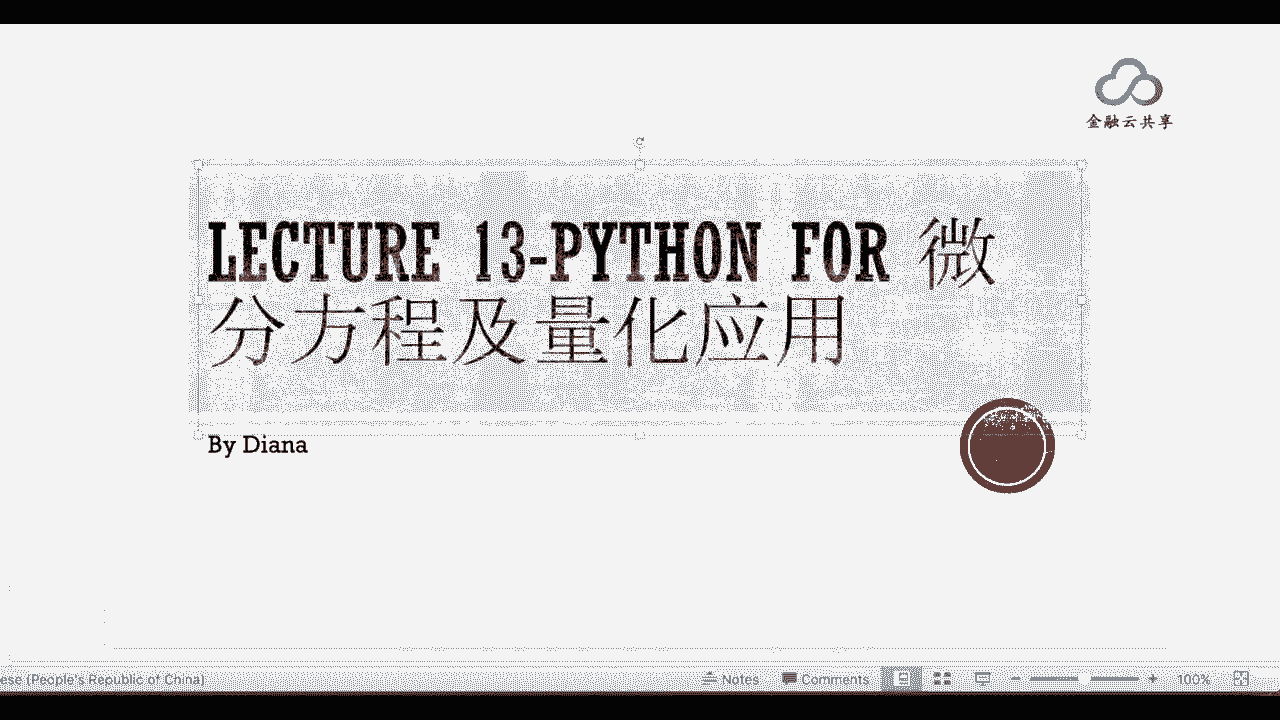 金融云共享
LECTURE 13-PYTHON FOR 微
分方程及量化应用
By Diana
ese (People's Republic of China)
Notes
Comments
100%